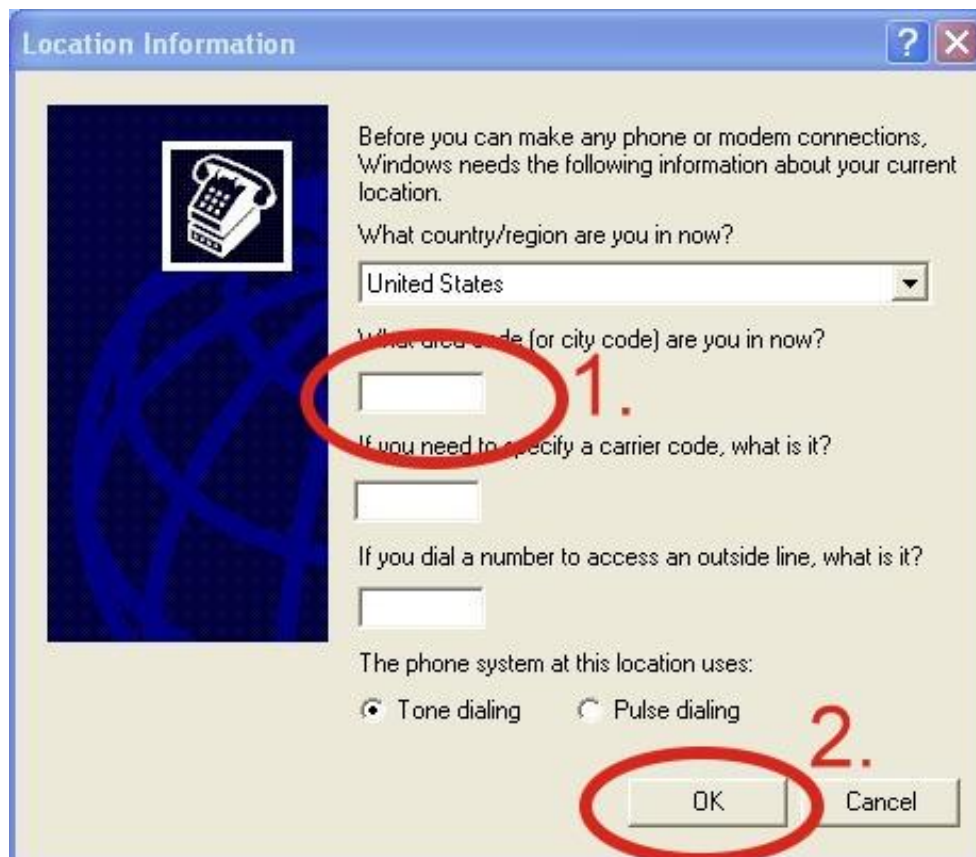 Location Information
Before you can make any phone or modem connections,
Windows needs the following information about your current
location.
What country/region are you in now?
United States
What area code (or city code) are you in now?
1.
If you need to specify a carrier code, what is it?
If you dial a number to access an outside line, what is it?
The phone system at this location uses:
Tone dialing Pulse dialing
2.
OK Cancel